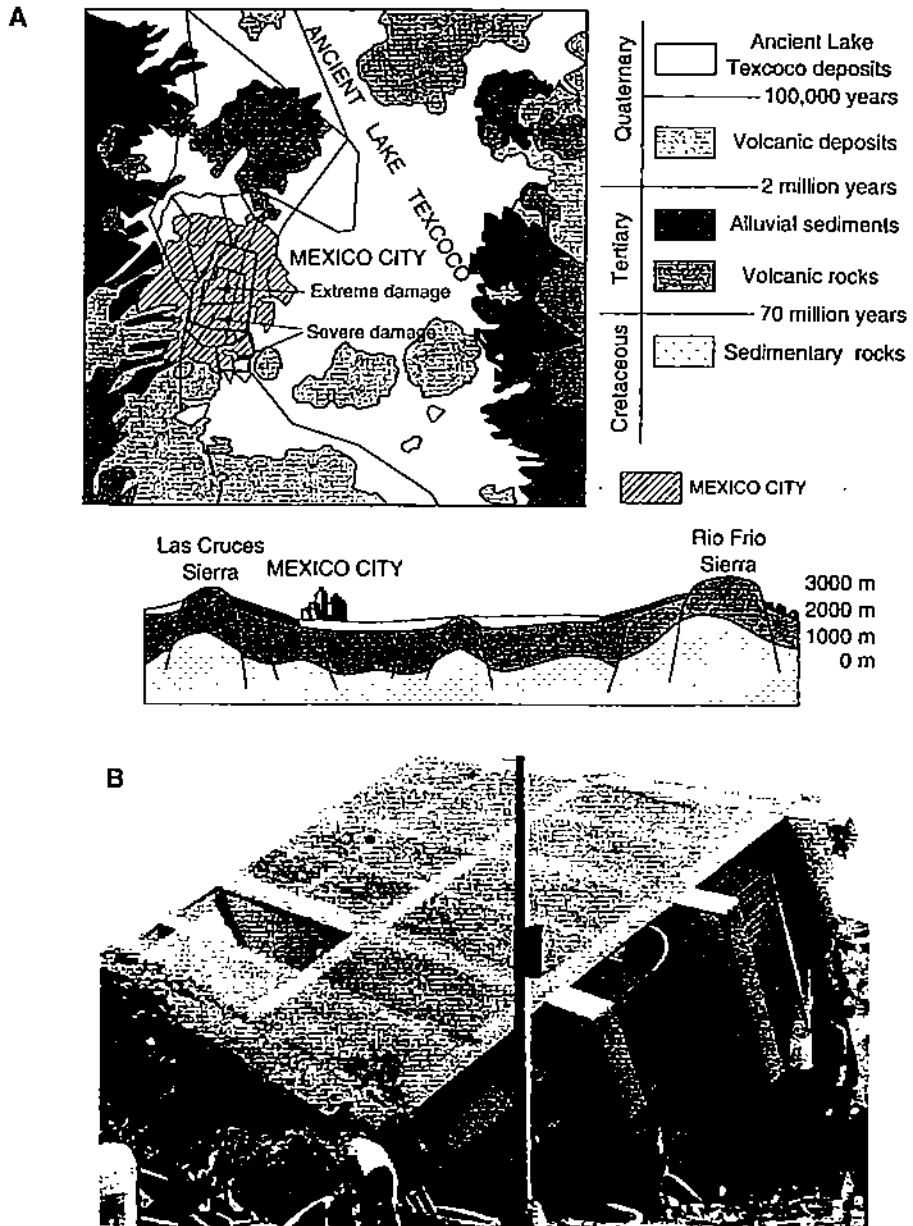 A
ANCIENT LAKE TEXCOCO
MEXICO CITY
Extreme damage
Severe damage
Quaternary
Tertiary
Cretaceous
Ancient Lake
Texcoco deposits
100,000 years
Volcanic deposits
2 million years
Alluvial sediments
Volcanic rocks
70 million years
Sedimentary rocks
MEXICO CITY
Las Cruces
Sierra
MEXICO CITY
Rio Frio
Sierra
3000 m
2000 m
1000 m
0 m
B